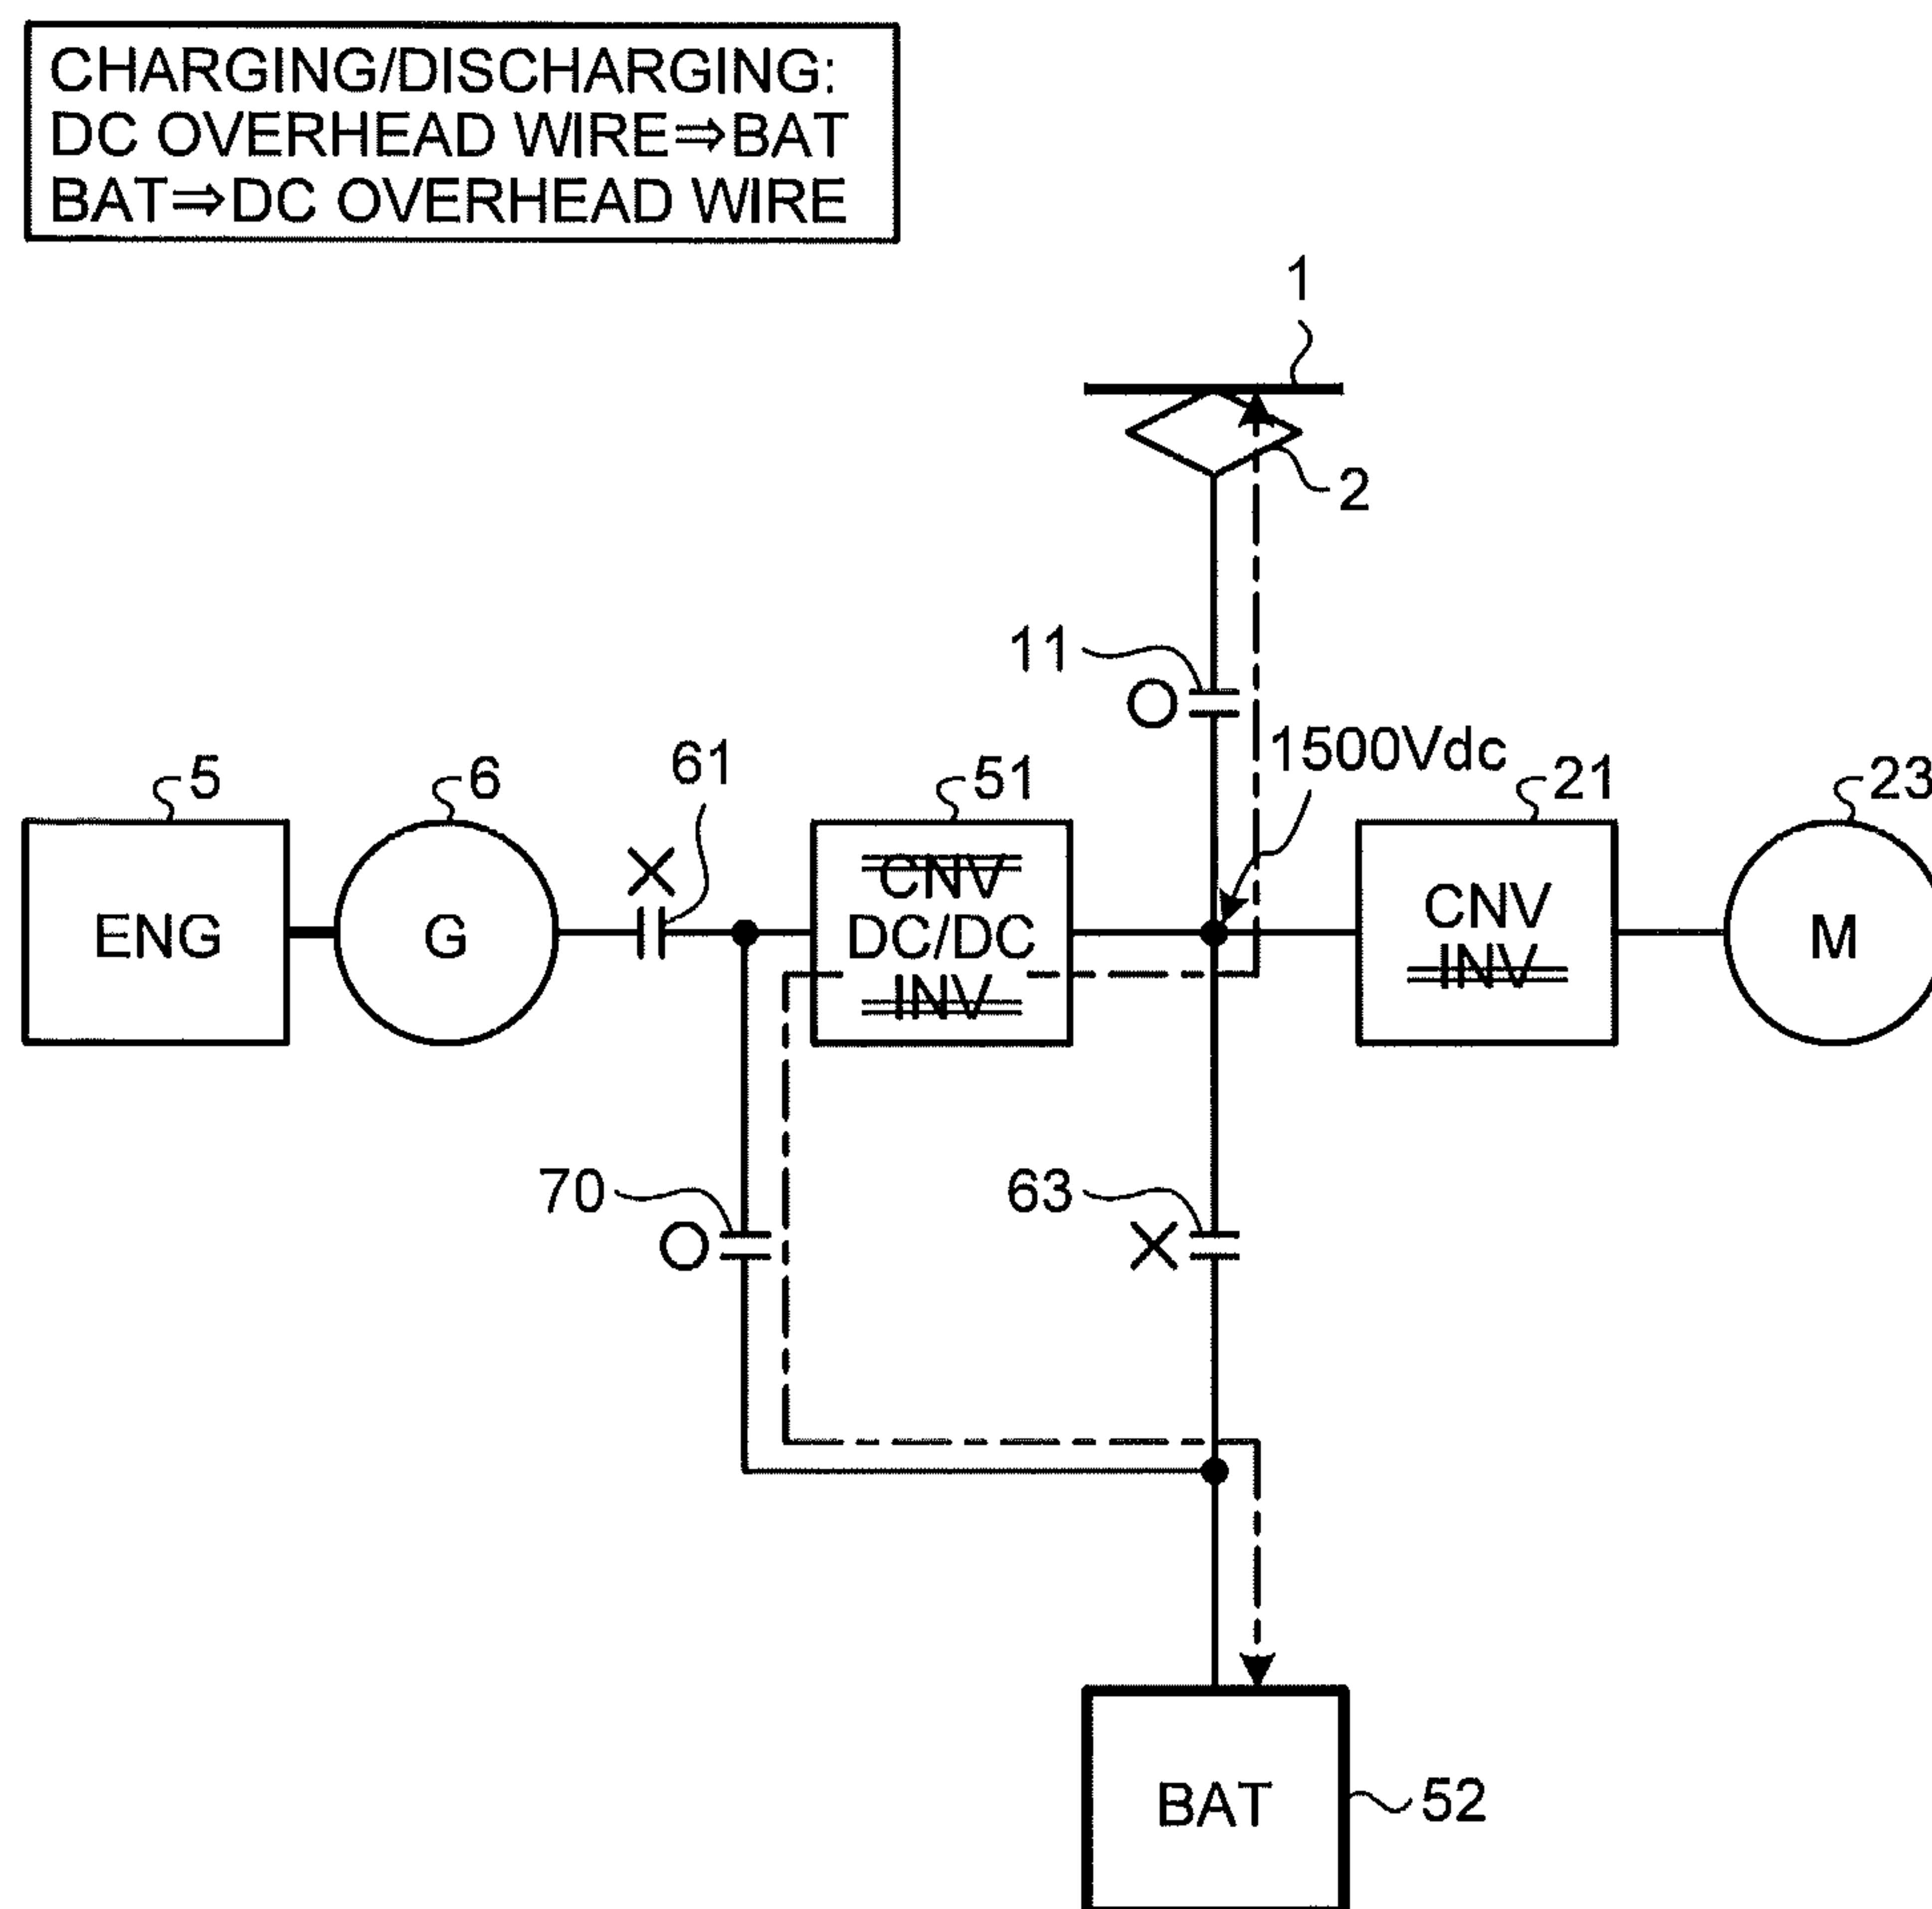 CHARGING/DISCHARGING:
DC OVERHEAD WIRE⇒BAT
BAT⇒DC OVERHEAD WIRE
1
2
11
O
1500Vdc
5
6
61
51
21
23
X
ENG
G
CNV
DC/DC
INV
CNV
INV
M
70
O
63
X
BAT
52